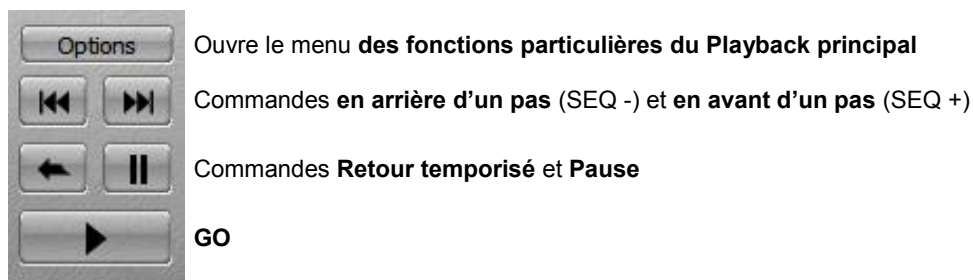 Options Ouvre le menu des fonctions particulières du Playback principal
Commandes en arrière d'un pas (SEQ -) et en avant d'un pas (SEQ +)
Commandes Retour temporisé et Pause
GO